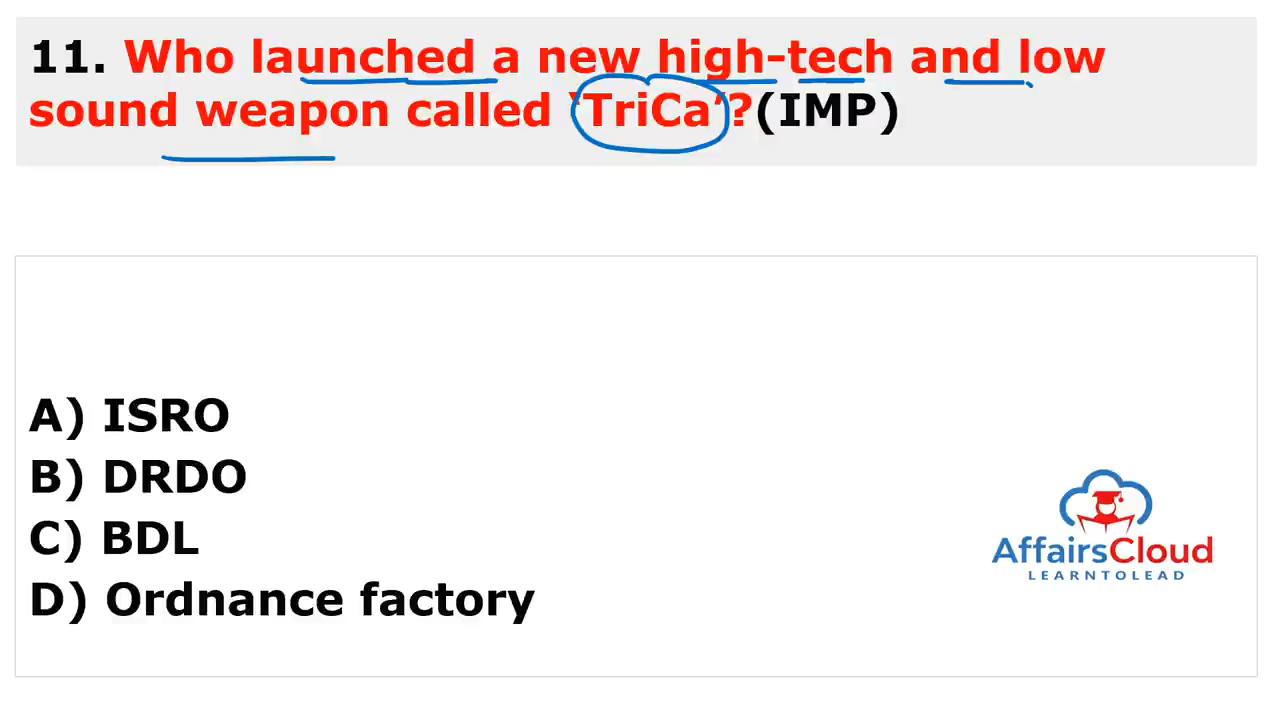 11. Who launched a new high-tech and low
sound weapon called ‘TriCa’?(IMP)
A) ISRO
B) DRDO
C) BDL
D) Ordnance factory
AffairsCloud
LEARNTOLEAD